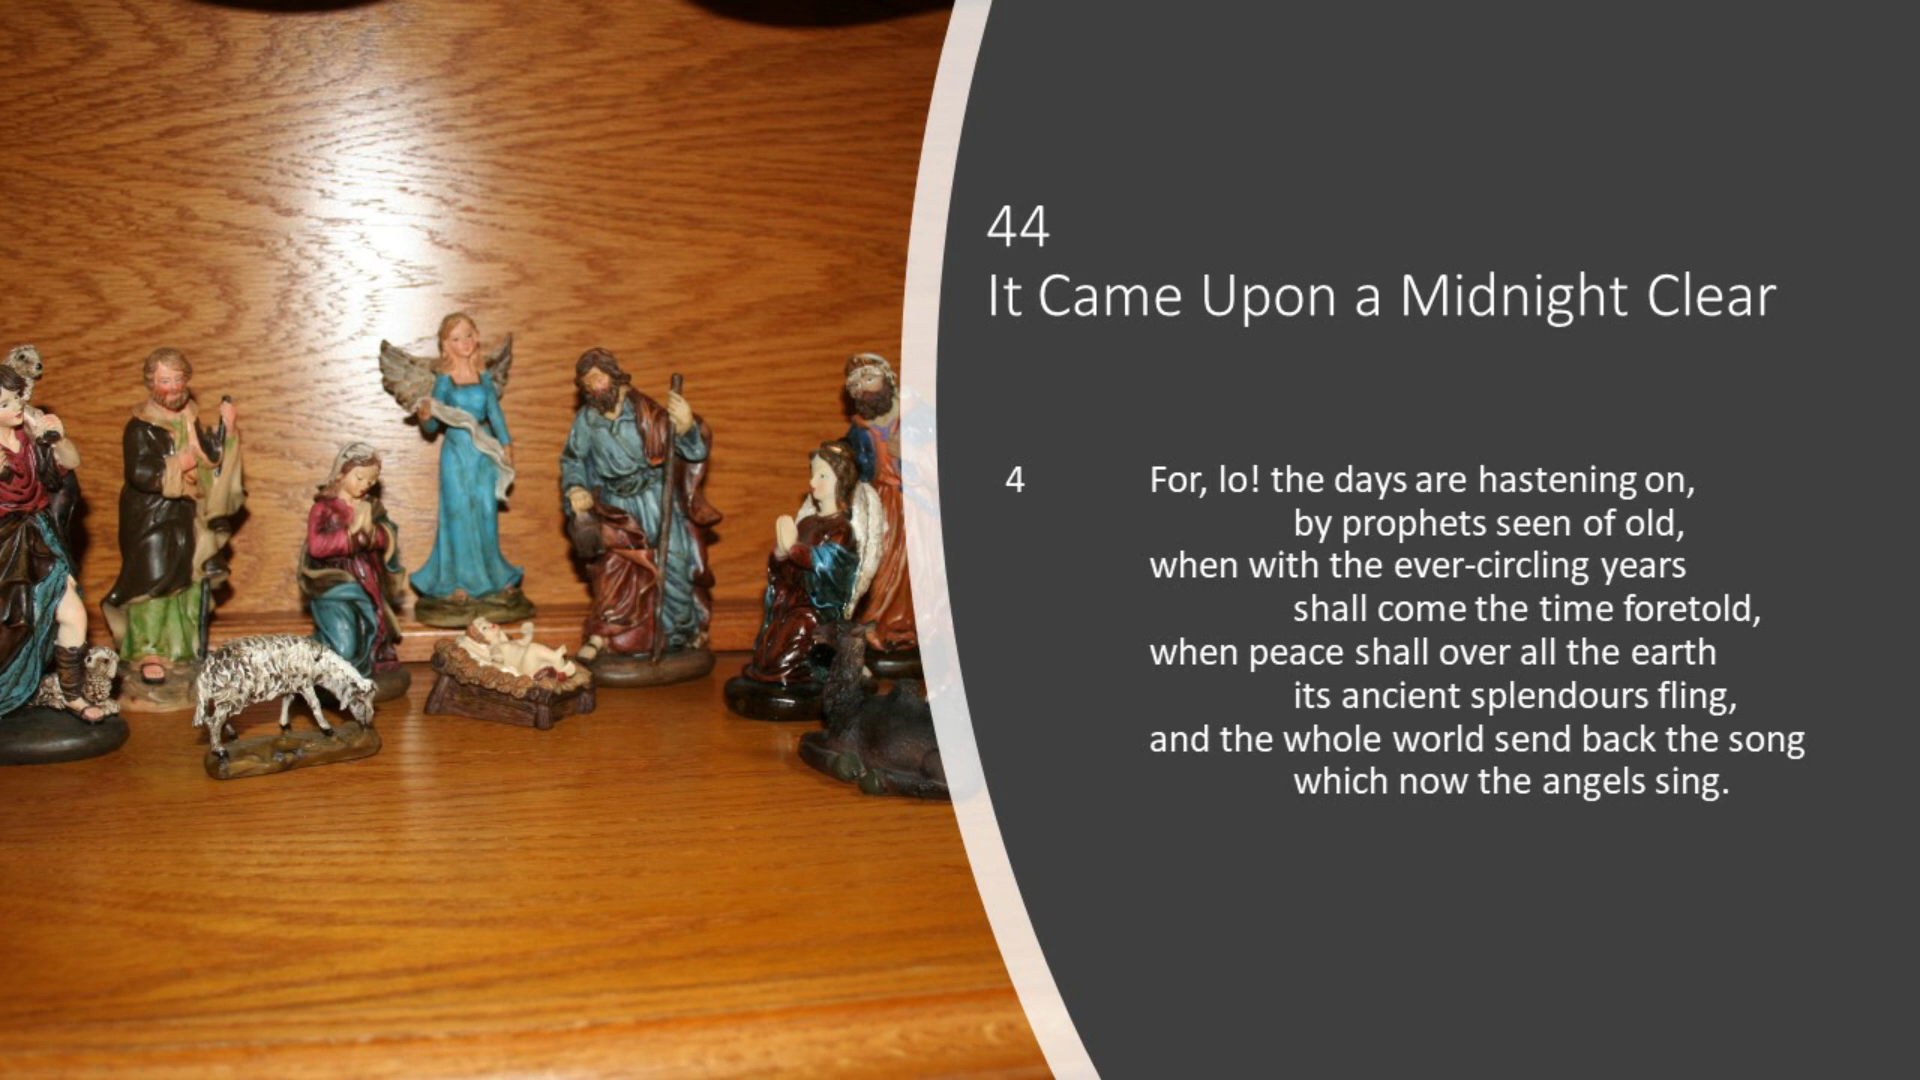 44
It Came Upon a Midnight Clear
4 For, lo! the days are hastening on,
by prophets seen of old,
when with the ever-circling years
shall come the time foretold,
when peace shall over all the earth
its ancient splendours fling,
and the whole world send back the song
which now the angels sing.